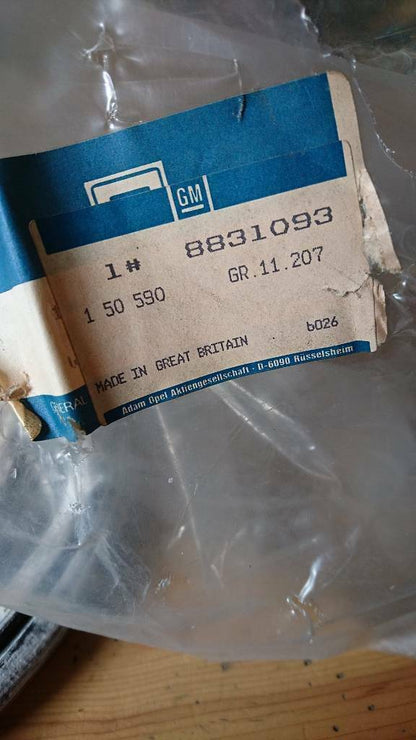 GM
1# 8831093
1 50 590 GR.11.207
MADE IN GREAT BRITAIN b026
Adam Opel Aktiengesellschaft · D-6090 Rüsselsheim